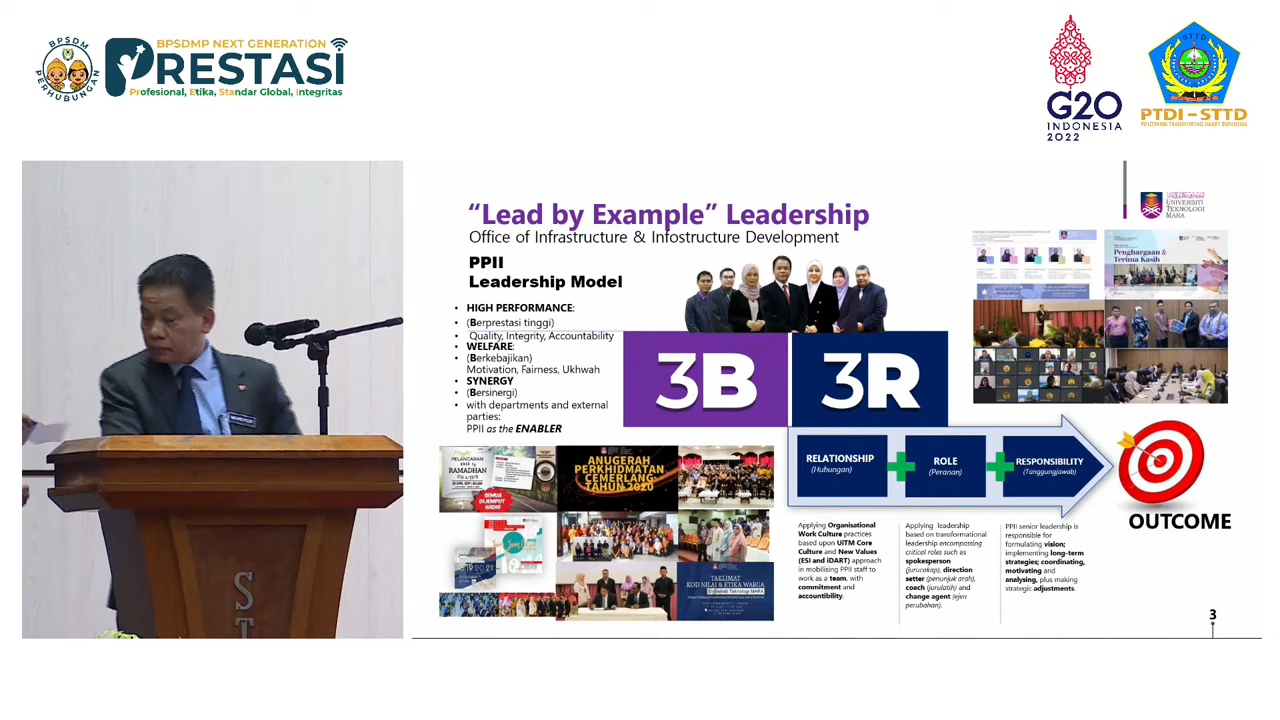 BPSDM
PERHUBUNGAN
BPSDMP NEXT GENERATION
PRESTASI
Profesional, Etika, Standar Global, Integritas
G20
INDONESIA
2022
STTD
PTDI - STTD
POLITEKNIK TRANSPORTASI DARAT INDONESIA
UNIVERSITI
TEKNOLOGI
MARA
“Lead by Example” Leadership
Office of Infrastructure & Infostructure Development
PPII
Leadership Model
• HIGH PERFORMANCE:
• (Berprestasi tinggi)
• Quality, Integrity, Accountability
• WELFARE:
• (Berkebajikan)
Motivation, Fairness, Ukhwah
• SYNERGY
• (Bersinergi)
• with departments and external
parties:
PPII as the ENABLER
3B
3R
Penghargaan &
Terima Kasih
RELATIONSHIP
(Hubungan)
ROLE
(Peranan)
RESPONSIBILITY
(Tanggungjawab)
OUTCOME
Applying Organisational
Work Culture practices
based upon UiTM Core
Culture and New Values
(ESI and iDART) approach
in mobilising PPII staff to
work as a team, with
commitment and
accountibility.
Applying leadership
based on transformational
leadership encompassing
critical roles such as
spokesperson
(jurucakap), direction
setter (penunjuk arah),
coach (jurulatih) and
change agent (ejen
perubahan).
PPII senior leadership is
responsible for
formulating vision;
implementing long-term
strategies; coordinating,
motivating and
analysing, plus making
strategic adjustments.
PELANCARAN
RAMADHAN
SEMUA
DIJEMPUT
HADIR
ANUGERAH
PERKHIDMATAN
CEMERLANG
TAHUN 2020
TAKLIMAT
KOD NILAI & ETIKA WARGA
Universiti Teknologi MARA
3
S
T